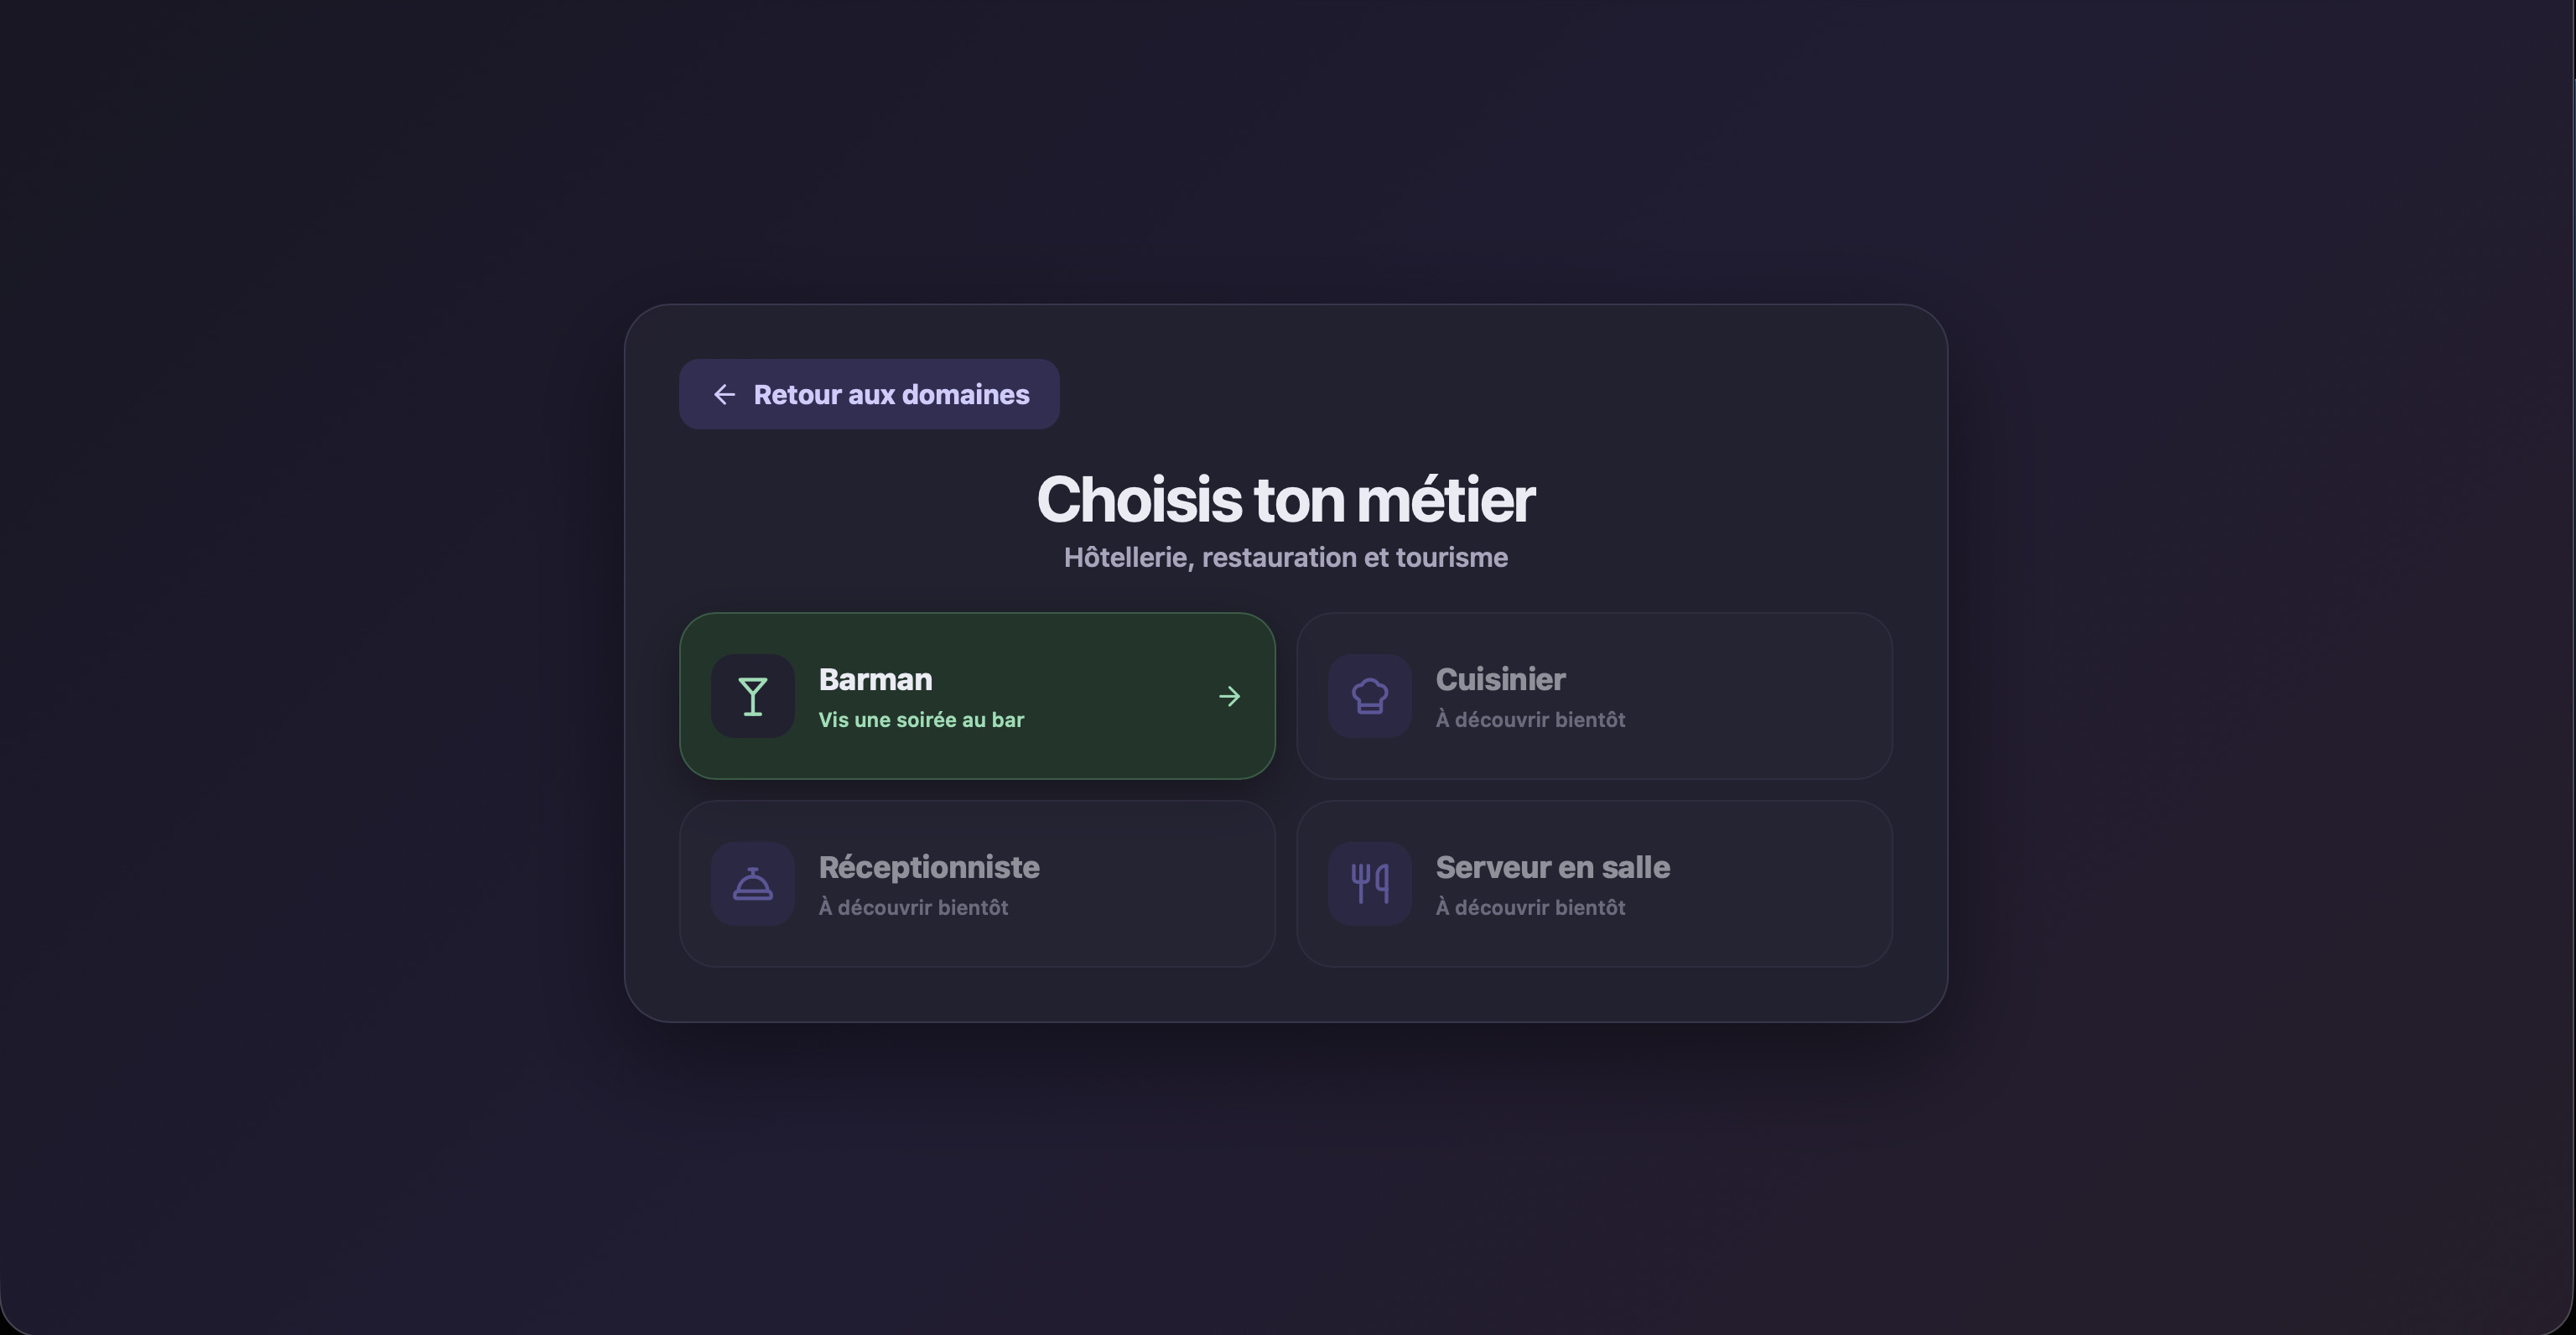 Retour aux domaines
Choisis ton métier
Hôtellerie, restauration et tourisme
Barman
Vis une soirée au bar
Cuisinier
À découvrir bientôt
Réceptionniste
À découvrir bientôt
Serveur en salle
À découvrir bientôt